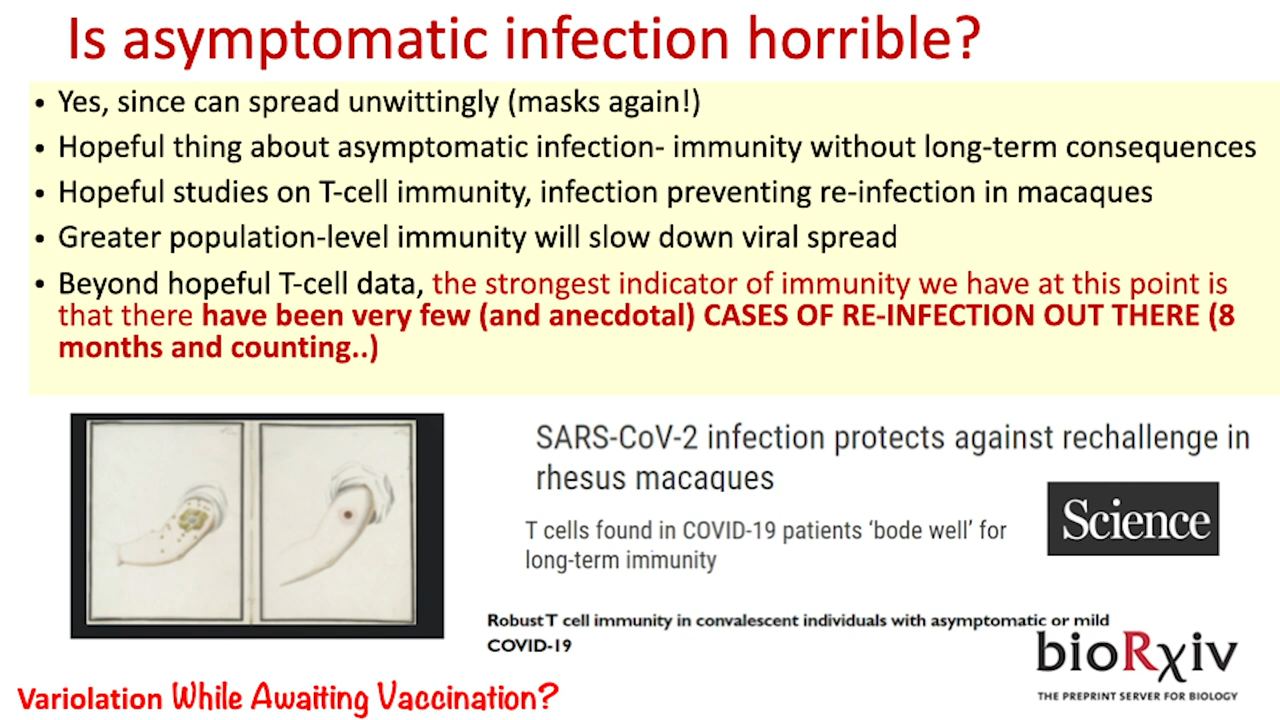 Is asymptomatic infection horrible?
• Yes, since can spread unwittingly (masks again!)
• Hopeful thing about asymptomatic infection- immunity without long-term consequences
• Hopeful studies on T-cell immunity, infection preventing re-infection in macaques
• Greater population-level immunity will slow down viral spread
• Beyond hopeful T-cell data, the strongest indicator of immunity we have at this point is
that there have been very few (and anecdotal) CASES OF RE-INFECTION OUT THERE (8
months and counting..)
SARS-CoV-2 infection protects against rechallenge in
rhesus macaques
Science
T cells found in COVID-19 patients ‘bode well’ for
long-term immunity
Robust T cell immunity in convalescent individuals with asymptomatic or mild
COVID-19
bioRxiv
THE PREPRINT SERVER FOR BIOLOGY
Variolation While Awaiting Vaccination?